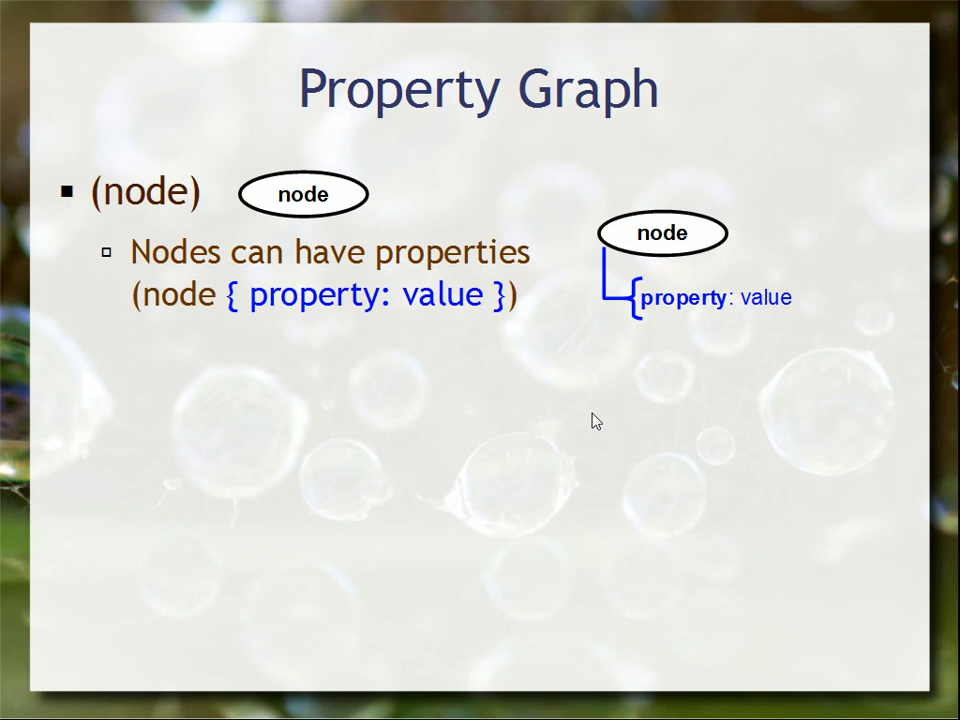 Property Graph
(node)
node
Nodes can have properties
(node { property: value })
node
property: value